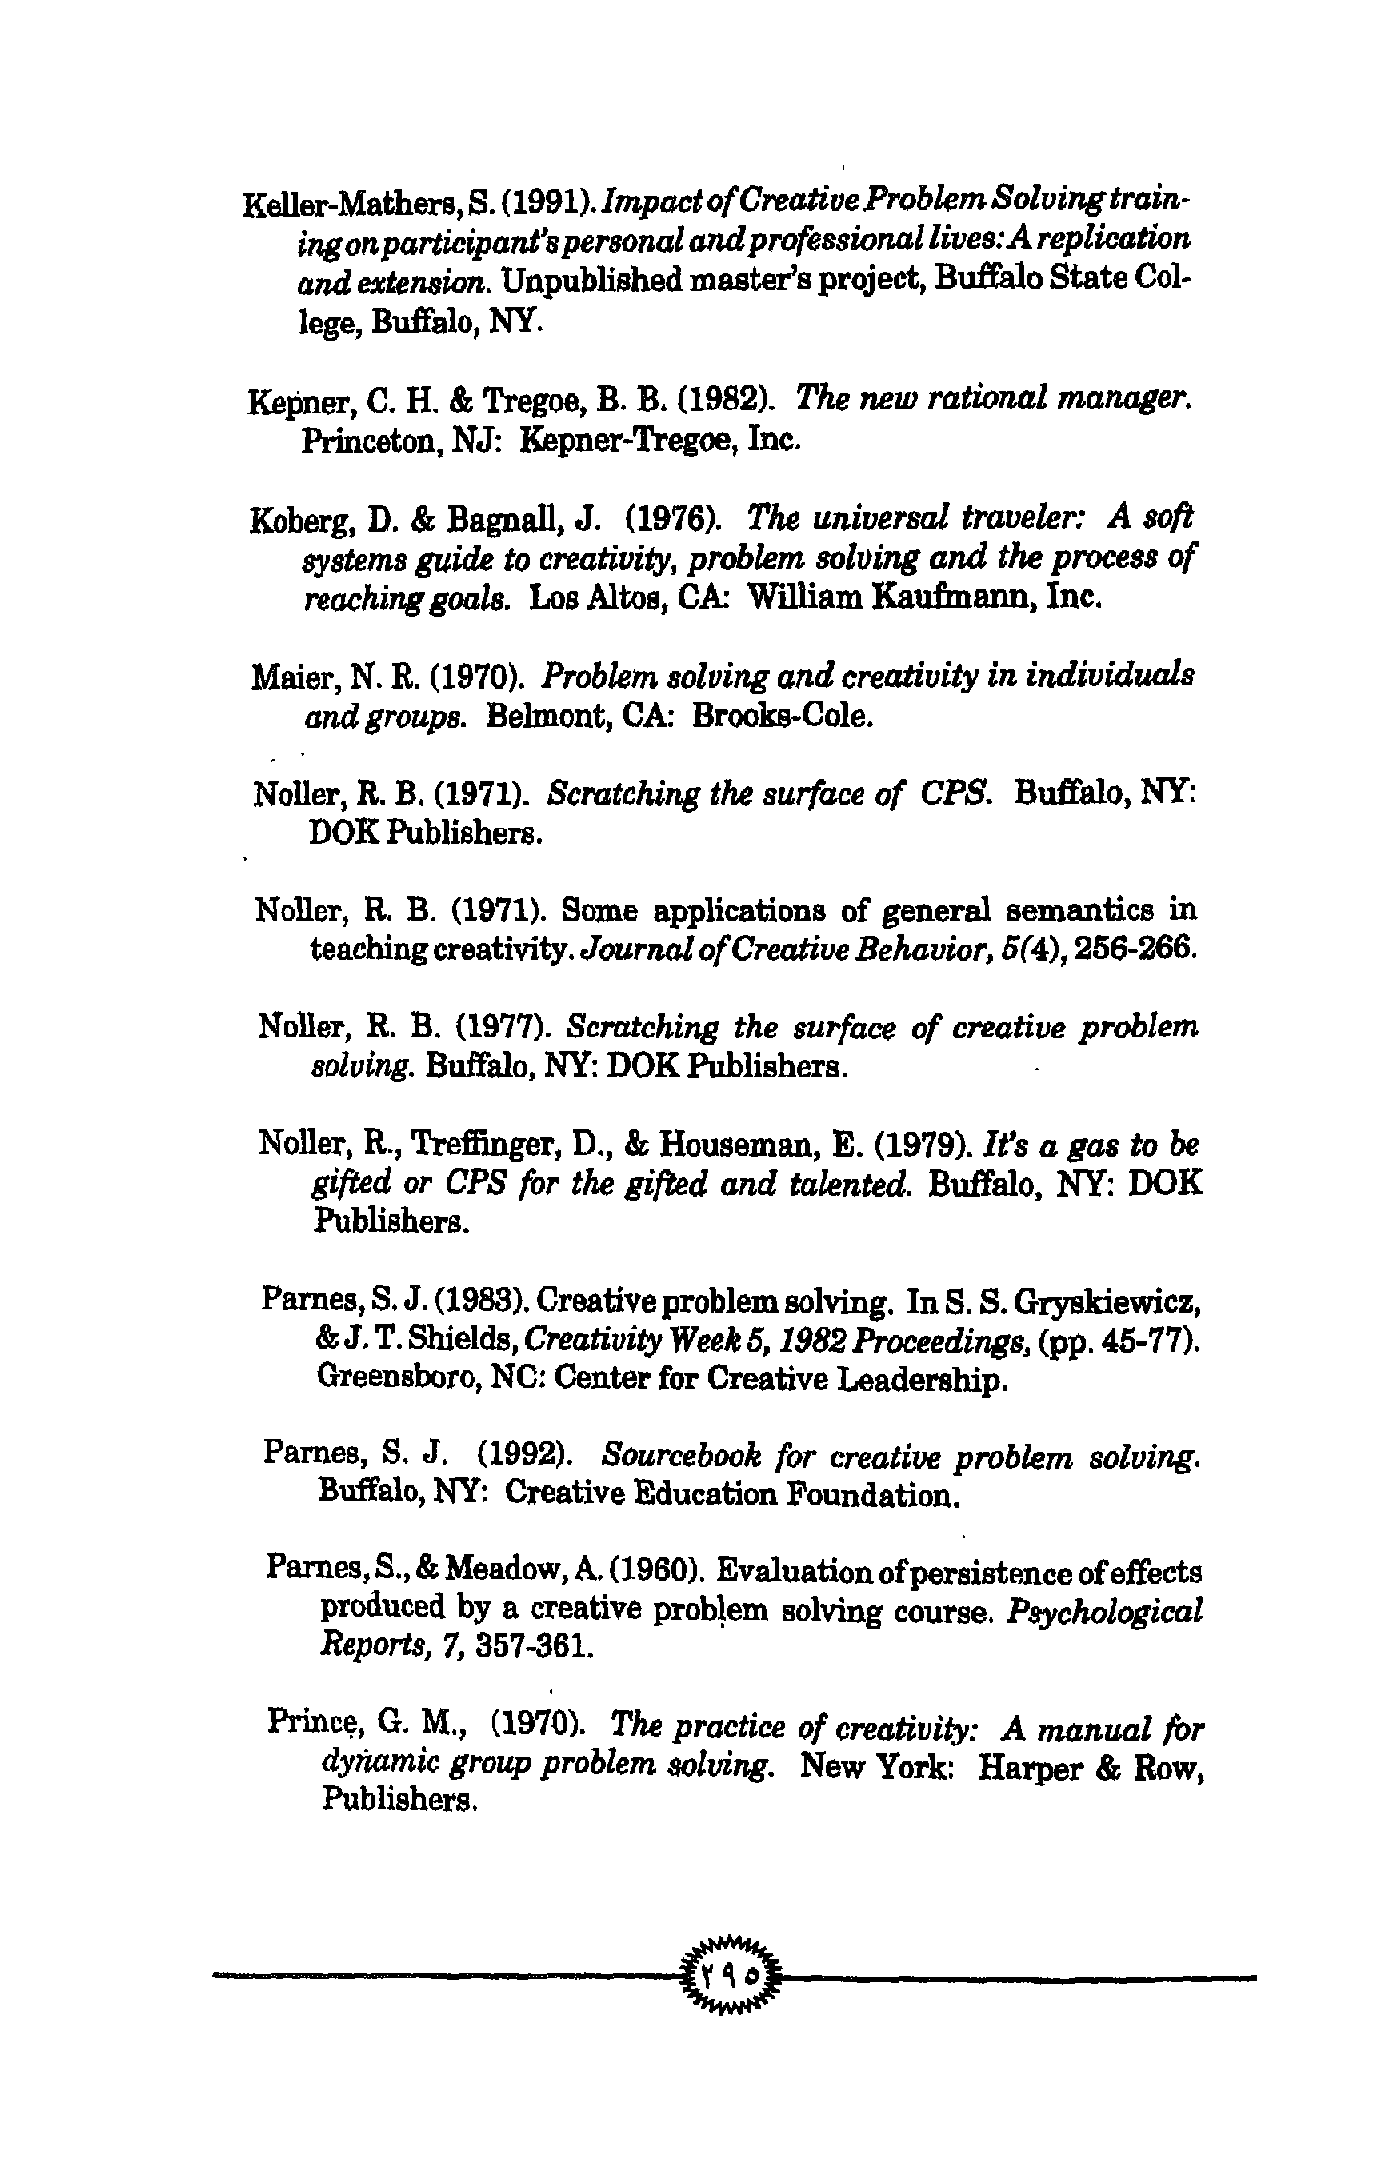 Keller-Mathers, S. (1991). Impact of Creative Problem Solving train-
ing on participant's personal and professional lives: A replication
and extension. Unpublished master's project, Buffalo State Col-
lege, Buffalo, NY.
Kepner, C. H. & Tregoe, B. B. (1982). The new rational manager.
Princeton, NJ: Kepner-Tregoe, Inc.
Koberg, D. & Bagnall, J. (1976). The universal traveler: A soft
systems guide to creativity, problem solving and the process of
reaching goals. Los Altos, CA: William Kaufmann, Inc.
Maier, N. R. (1970). Problem solving and creativity in individuals
and groups. Belmont, CA: Brooks-Cole.
Noller, R. B. (1971). Scratching the surface of CPS. Buffalo, NY:
DOK Publishers.
Noller, R. B. (1971). Some applications of general semantics in
teaching creativity. Journal of Creative Behavior, 5(4), 256-266.
Noller, R. B. (1977). Scratching the surface of creative problem
solving. Buffalo, NY: DOK Publishers.
Noller, R., Treffinger, D., & Houseman, E. (1979). It's a gas to be
gifted or CPS for the gifted and talented. Buffalo, NY: DOK
Publishers.
Parnes, S. J. (1983). Creative problem solving. In S. S. Gryskiewicz,
& J. T. Shields, Creativity Week 5, 1982 Proceedings, (pp. 45-77).
Greensboro, NC: Center for Creative Leadership.
Parnes, S. J. (1992). Sourcebook for creative problem solving.
Buffalo, NY: Creative Education Foundation.
Parnes, S., & Meadow, A. (1960). Evaluation of persistence of effects
produced by a creative problem solving course. Psychological
Reports, 7, 357-361.
Prince, G. M., (1970). The practice of creativity: A manual for
dynamic group problem solving. New York: Harper & Row,
Publishers.
٢٩٥